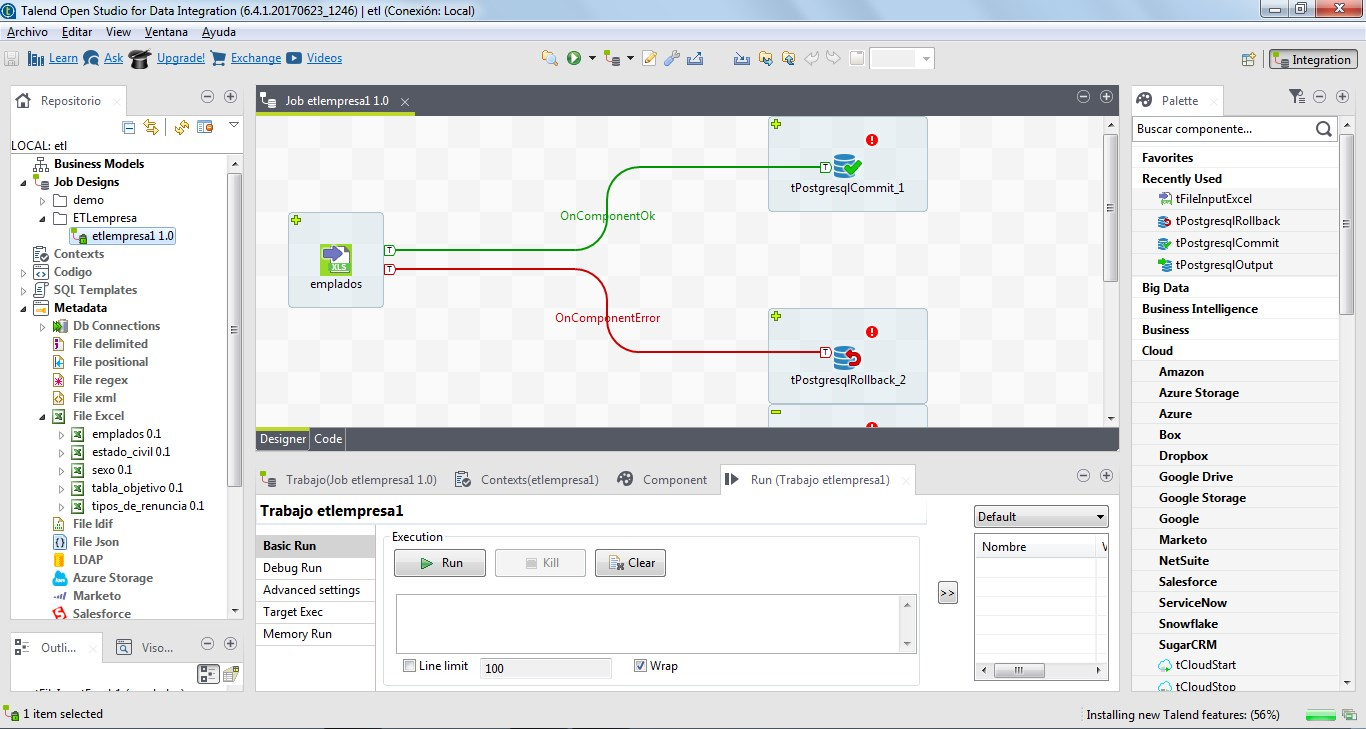 Talend Open Studio for Data Integration (6.4.1.20170623_1246) | etl (Conexión: Local)
Archivo Editar View Ventana Ayuda
Learn Ask Upgrade! Exchange Videos
Integration
Repositorio
LOCAL: etl
Business Models
Job Designs
demo
ETLempresa
etlempresa1 1.0
Contexts
Codigo
SQL Templates
Metadata
Db Connections
File delimited
File positional
File regex
File xml
File Excel
emplados 0.1
estado_civil 0.1
sexo 0.1
tabla_objetivo 0.1
tipos_de_renuncia 0.1
File ldif
File Json
LDAP
Azure Storage
Marketo
Salesforce
Outli...
Viso...
Job etlempresa1 1.0
emplados
XLS
T
T
OnComponentOk
OnComponentError
T
tPostgresqlCommit_1
T
tPostgresqlRollback_2
Designer Code
Trabajo(Job etlempresa1 1.0) Contexts(etlempresa1) Component Run (Trabajo etlempresa1)
Trabajo etlempresa1
Basic Run
Debug Run
Advanced settings
Target Exec
Memory Run
Execution
Run Kill Clear
Line limit 100 Wrap
>>
Default
Nombre
Palette
Buscar componente...
Favorites
Recently Used
tFileInputExcel
tPostgresqlRollback
tPostgresqlCommit
tPostgresqlOutput
Big Data
Business Intelligence
Business
Cloud
Amazon
Azure Storage
Azure
Box
Dropbox
Google Drive
Google Storage
Google
Marketo
NetSuite
Salesforce
ServiceNow
Snowflake
SugarCRM
tCloudStart
tCloudStop
1 item selected
Installing new Talend features: (56%)